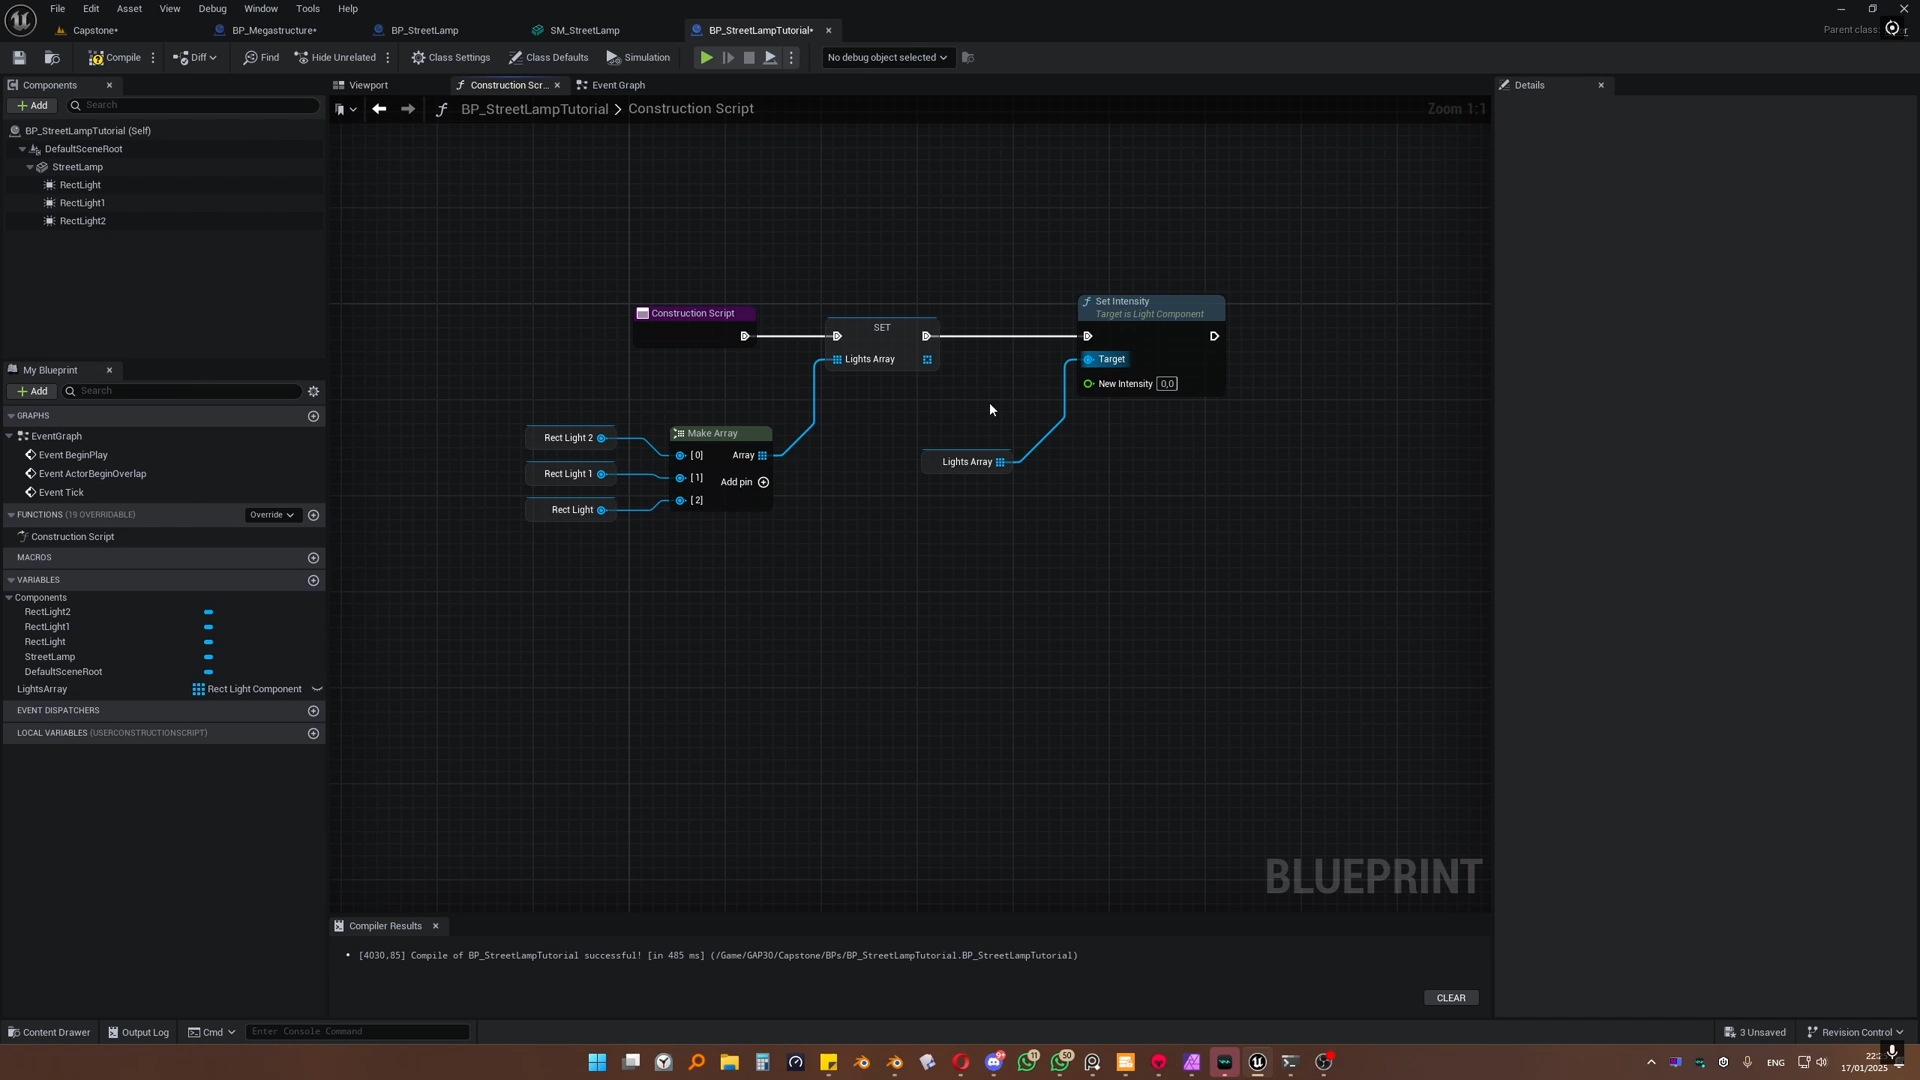 File Edit Asset View Debug Window Tools Help
Capstone* BP_Megastructure* BP_StreetLamp SM_StreetLamp BP_StreetLampTutorial* Parent class:
Compile Diff Find Hide Unrelated Class Settings Class Defaults Simulation No debug object selected
Components Viewport Construction Scr... Event Graph Details
Add Search
BP_StreetLampTutorial > Construction Script Zoom 1:1
BP_StreetLampTutorial (Self)
DefaultSceneRoot
StreetLamp
RectLight
RectLight1
RectLight2
Construction Script
SET
Lights Array
Set Intensity
Target is Light Component
Target
New Intensity 0,0
Rect Light 2
Rect Light 1
Rect Light
Make Array
[0] Array
[1] Add pin
[2]
Lights Array
My Blueprint
Add Search
GRAPHS
EventGraph
Event BeginPlay
Event ActorBeginOverlap
Event Tick
FUNCTIONS (19 OVERRIDABLE) Override
Construction Script
MACROS
VARIABLES
Components
RectLight2
RectLight1
RectLight
StreetLamp
DefaultSceneRoot
LightsArray Rect Light Component
EVENT DISPATCHERS
LOCAL VARIABLES (USERCONSTRUCTIONSCRIPT)
BLUEPRINT
Compiler Results
• [4030,85] Compile of BP_StreetLampTutorial successful! [in 485 ms] (/Game/GAP30/Capstone/BPs/BP_StreetLampTutorial.BP_StreetLampTutorial)
CLEAR
Content Drawer Output Log Cmd Enter Console Command 3 Unsaved Revision Control
11 50 ENG
17/01/2025